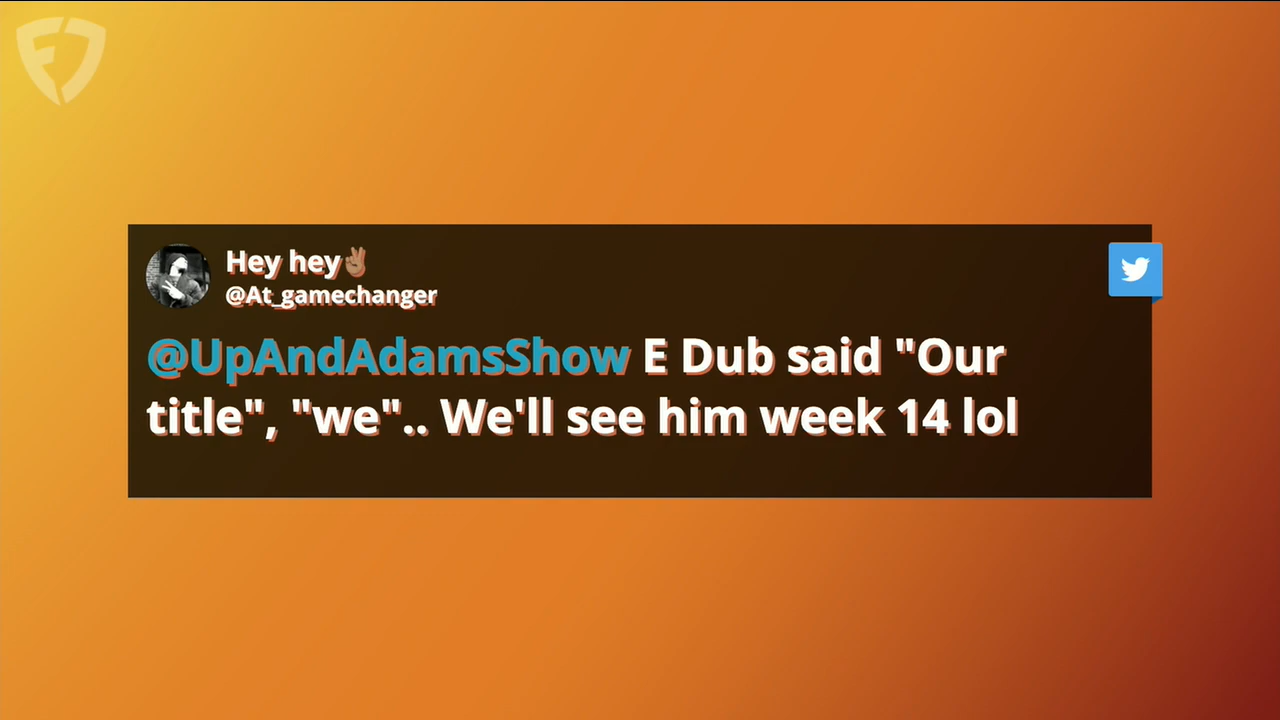 Hey hey✌🏽
@At_gamechanger
@UpAndAdamsShow E Dub said "Our
title", "we".. We'll see him week 14 lol